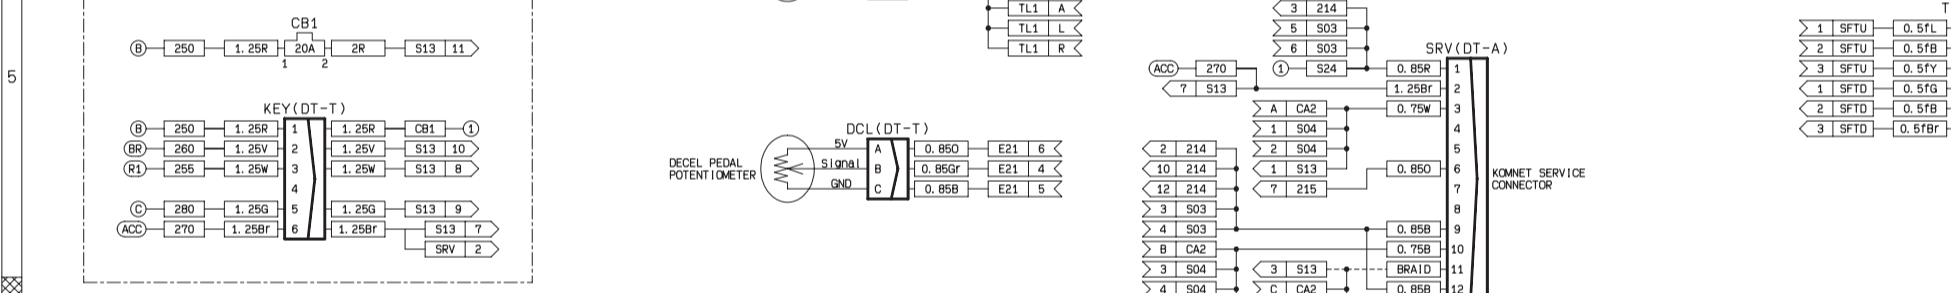 5
CB1
B 250 1.25R 20A 2R S13 11
1 2
KEY(DT-T)
B 250 1.25R 1 1.25R CB1 1
BR 260 1.25V 2 1.25V S13 10
R1 255 1.25W 3 1.25W S13 8
4
C 280 1.25G 5 1.25G S13 9
ACC 270 1.25Br 6 1.25Br S13 7
SRV 2
TL1 A
TL1 L
TL1 R
DCL(DT-T)
DECEL PEDAL
POTENTIOMETER
5V A 0.85O E21 6
Signal B 0.85Gr E21 4
GND C 0.85B E21 5
3 214
5 S03
6 S03
SRV(DT-A)
ACC 270 1 S24 0.85R 1
7 S13 1.25Br 2
A CA2 0.75W 3
1 S04 4
2 214 2 S04 5
10 214 1 S13 0.85O 6
12 214 7 215 7
3 S03 8
4 S03 0.85B 9
B CA2 0.75B 10
3 S04 3 S13 BRAID 11
4 S04 C CA2 0.85B 12
KOMNET SERVICE
CONNECTOR
T
1 SFTU 0.5fL
2 SFTU 0.5fB
3 SFTU 0.5fY
1 SFTD 0.5fG
2 SFTD 0.5fB
3 SFTD 0.5fBr